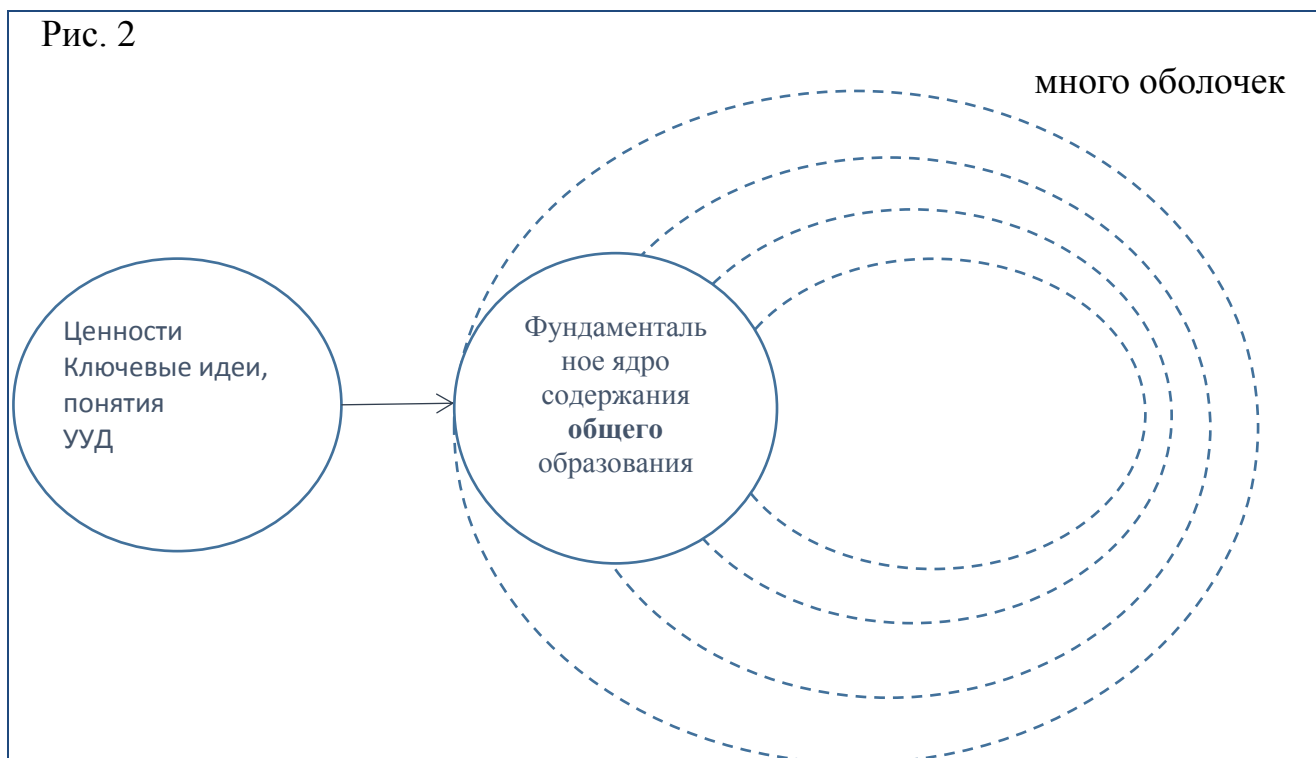 Рис. 2
много оболочек
Ценности
Ключевые идеи,
понятия
УУД
Фундаменталь
ное ядро
содержания
общего
образования